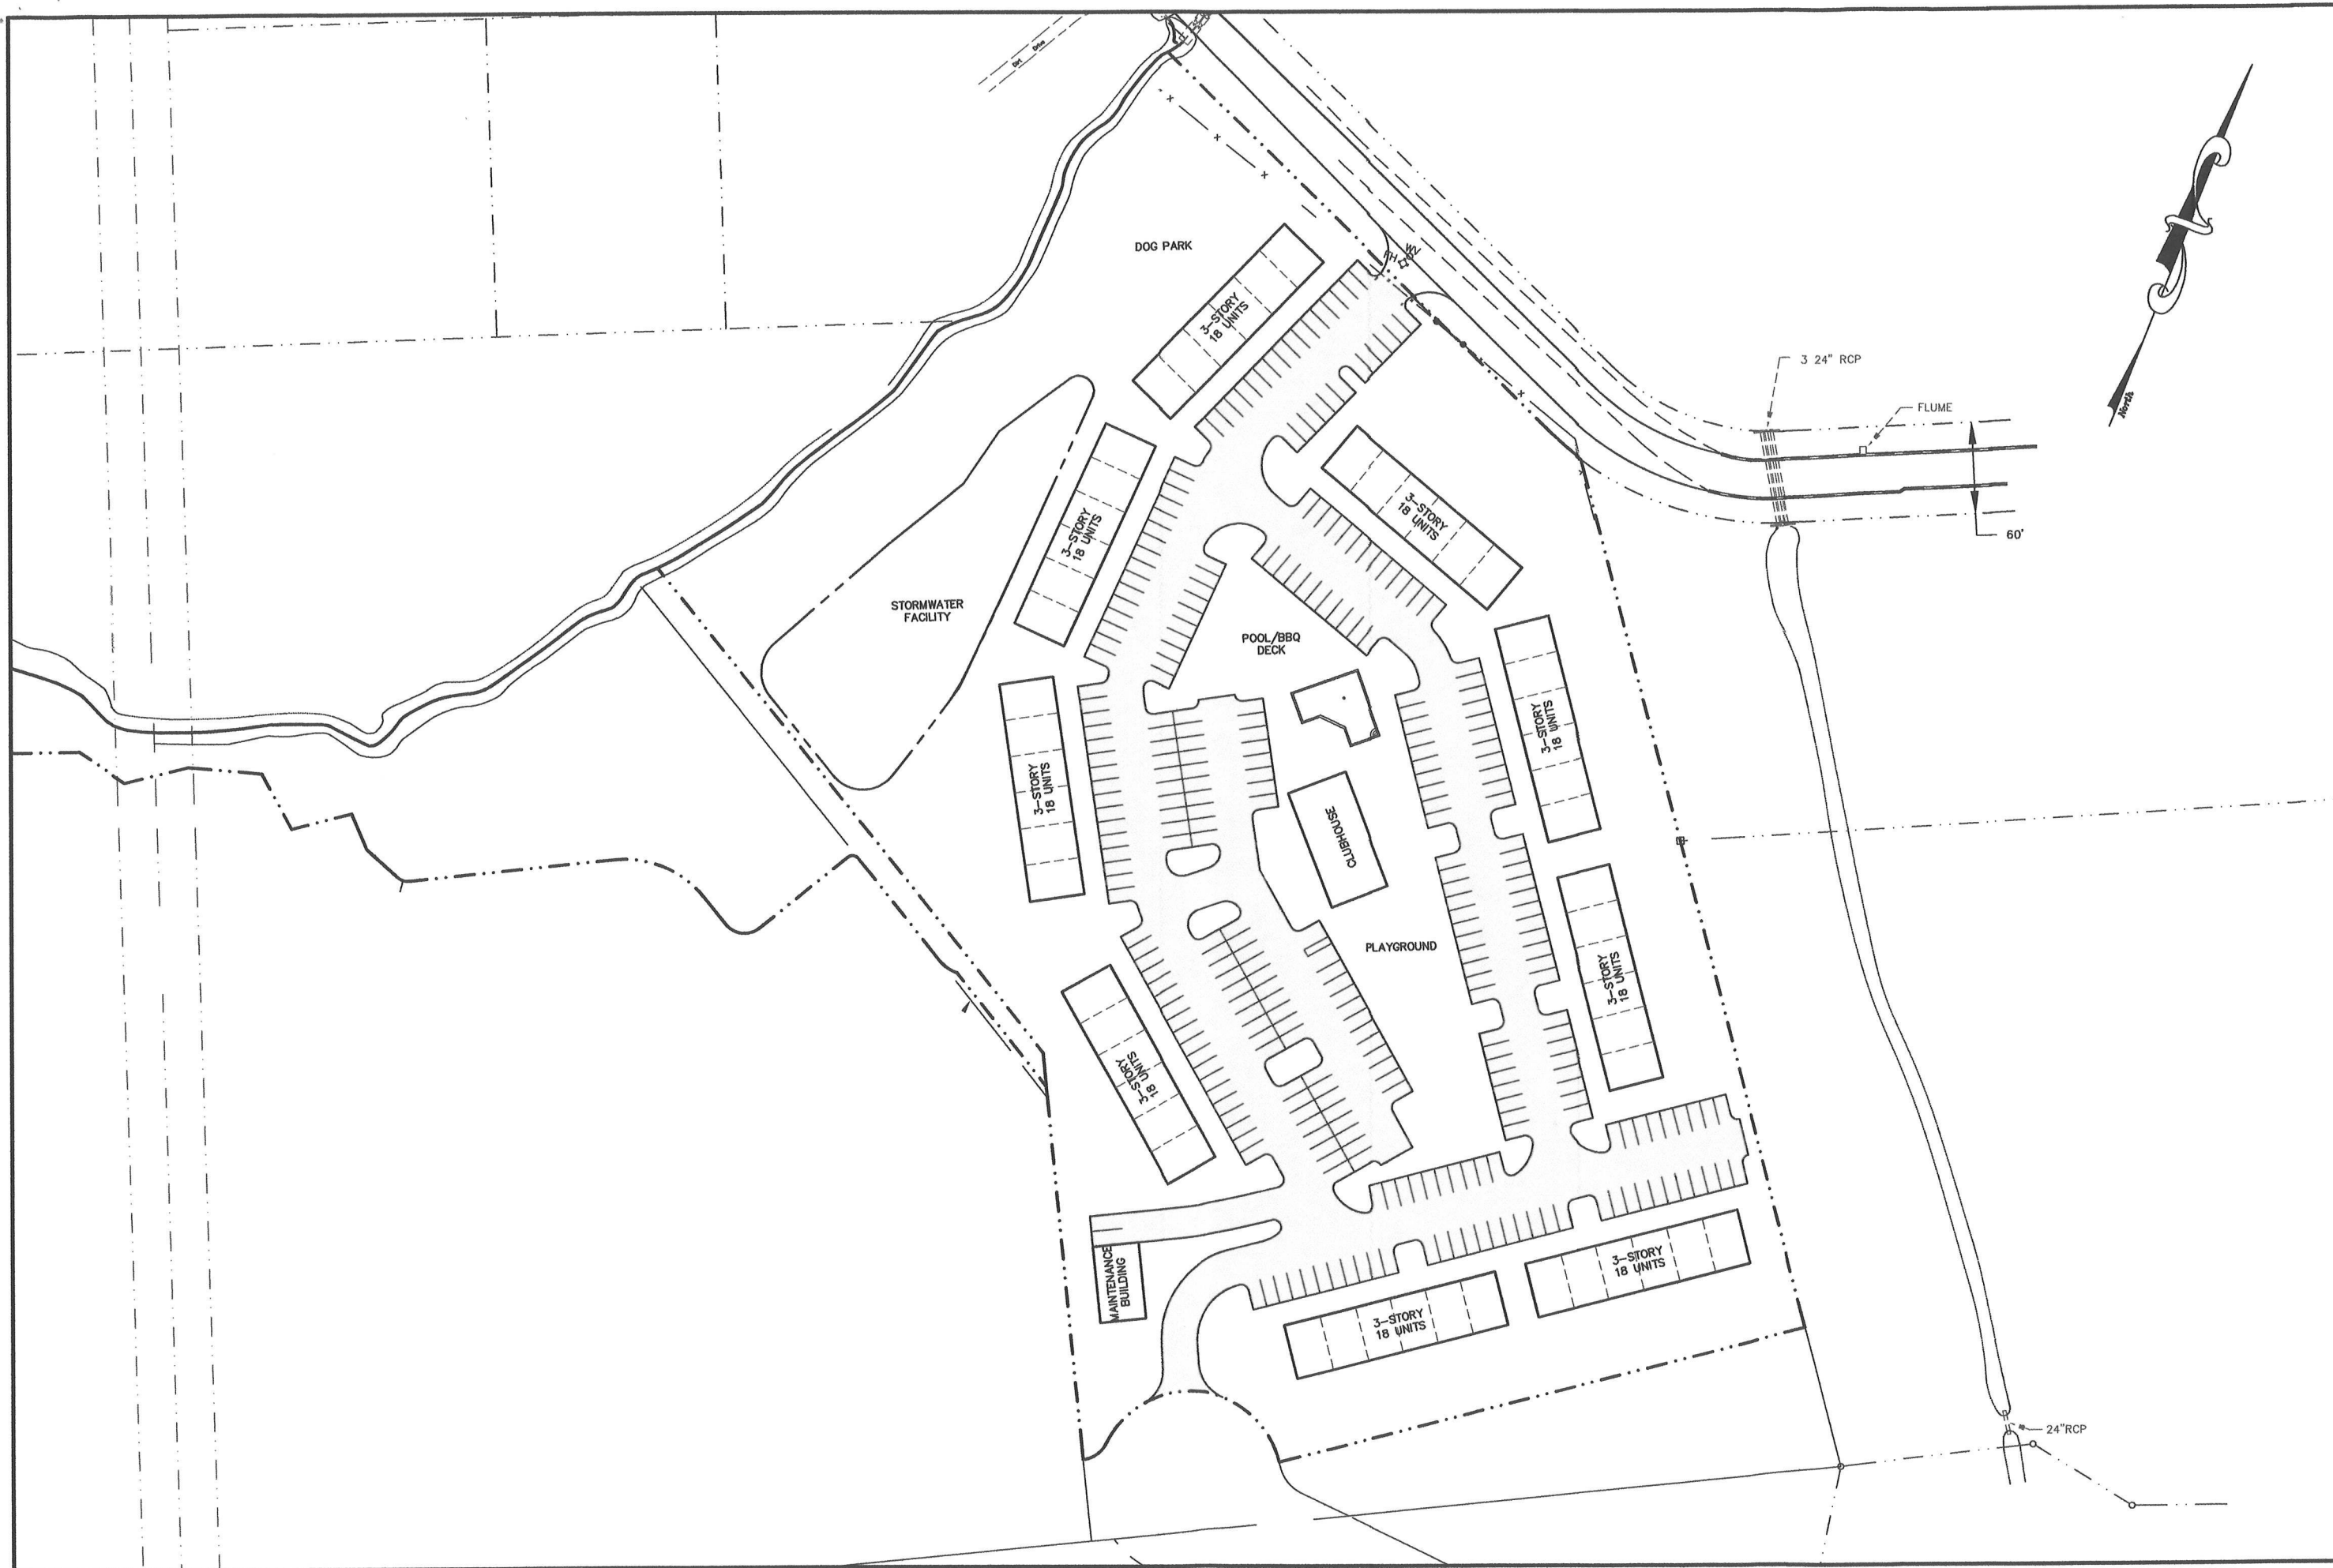 DOG PARK
3-STORY
18 UNITS
3 24" RCP
FLUME
60'
North
FH
3-STORY
18 UNITS
3-STORY
18 UNITS
STORMWATER
FACILITY
POOL/BBQ
DECK
3-STORY
18 UNITS
3-STORY
18 UNITS
CLUBHOUSE
PLAYGROUND
3-STORY
18 UNITS
3-STORY
18 UNITS
MAINTENANCE
BUILDING
3-STORY
18 UNITS
3-STORY
18 UNITS
24"RCP